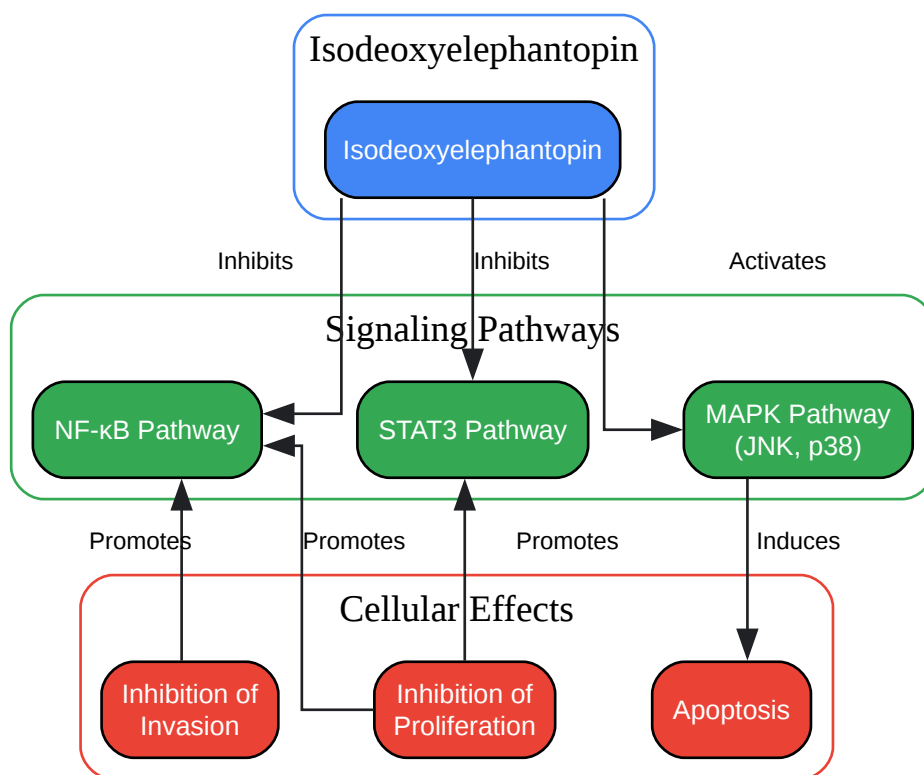 Isodeoxyelephantopin
Isodeoxyelephantopin
Inhibits
Inhibits
Activates
Signaling Pathways
NF-κB Pathway
STAT3 Pathway
MAPK Pathway
(JNK, p38)
Promotes
Promotes
Promotes
Induces
Cellular Effects
Inhibition of
Invasion
Inhibition of
Proliferation
Apoptosis